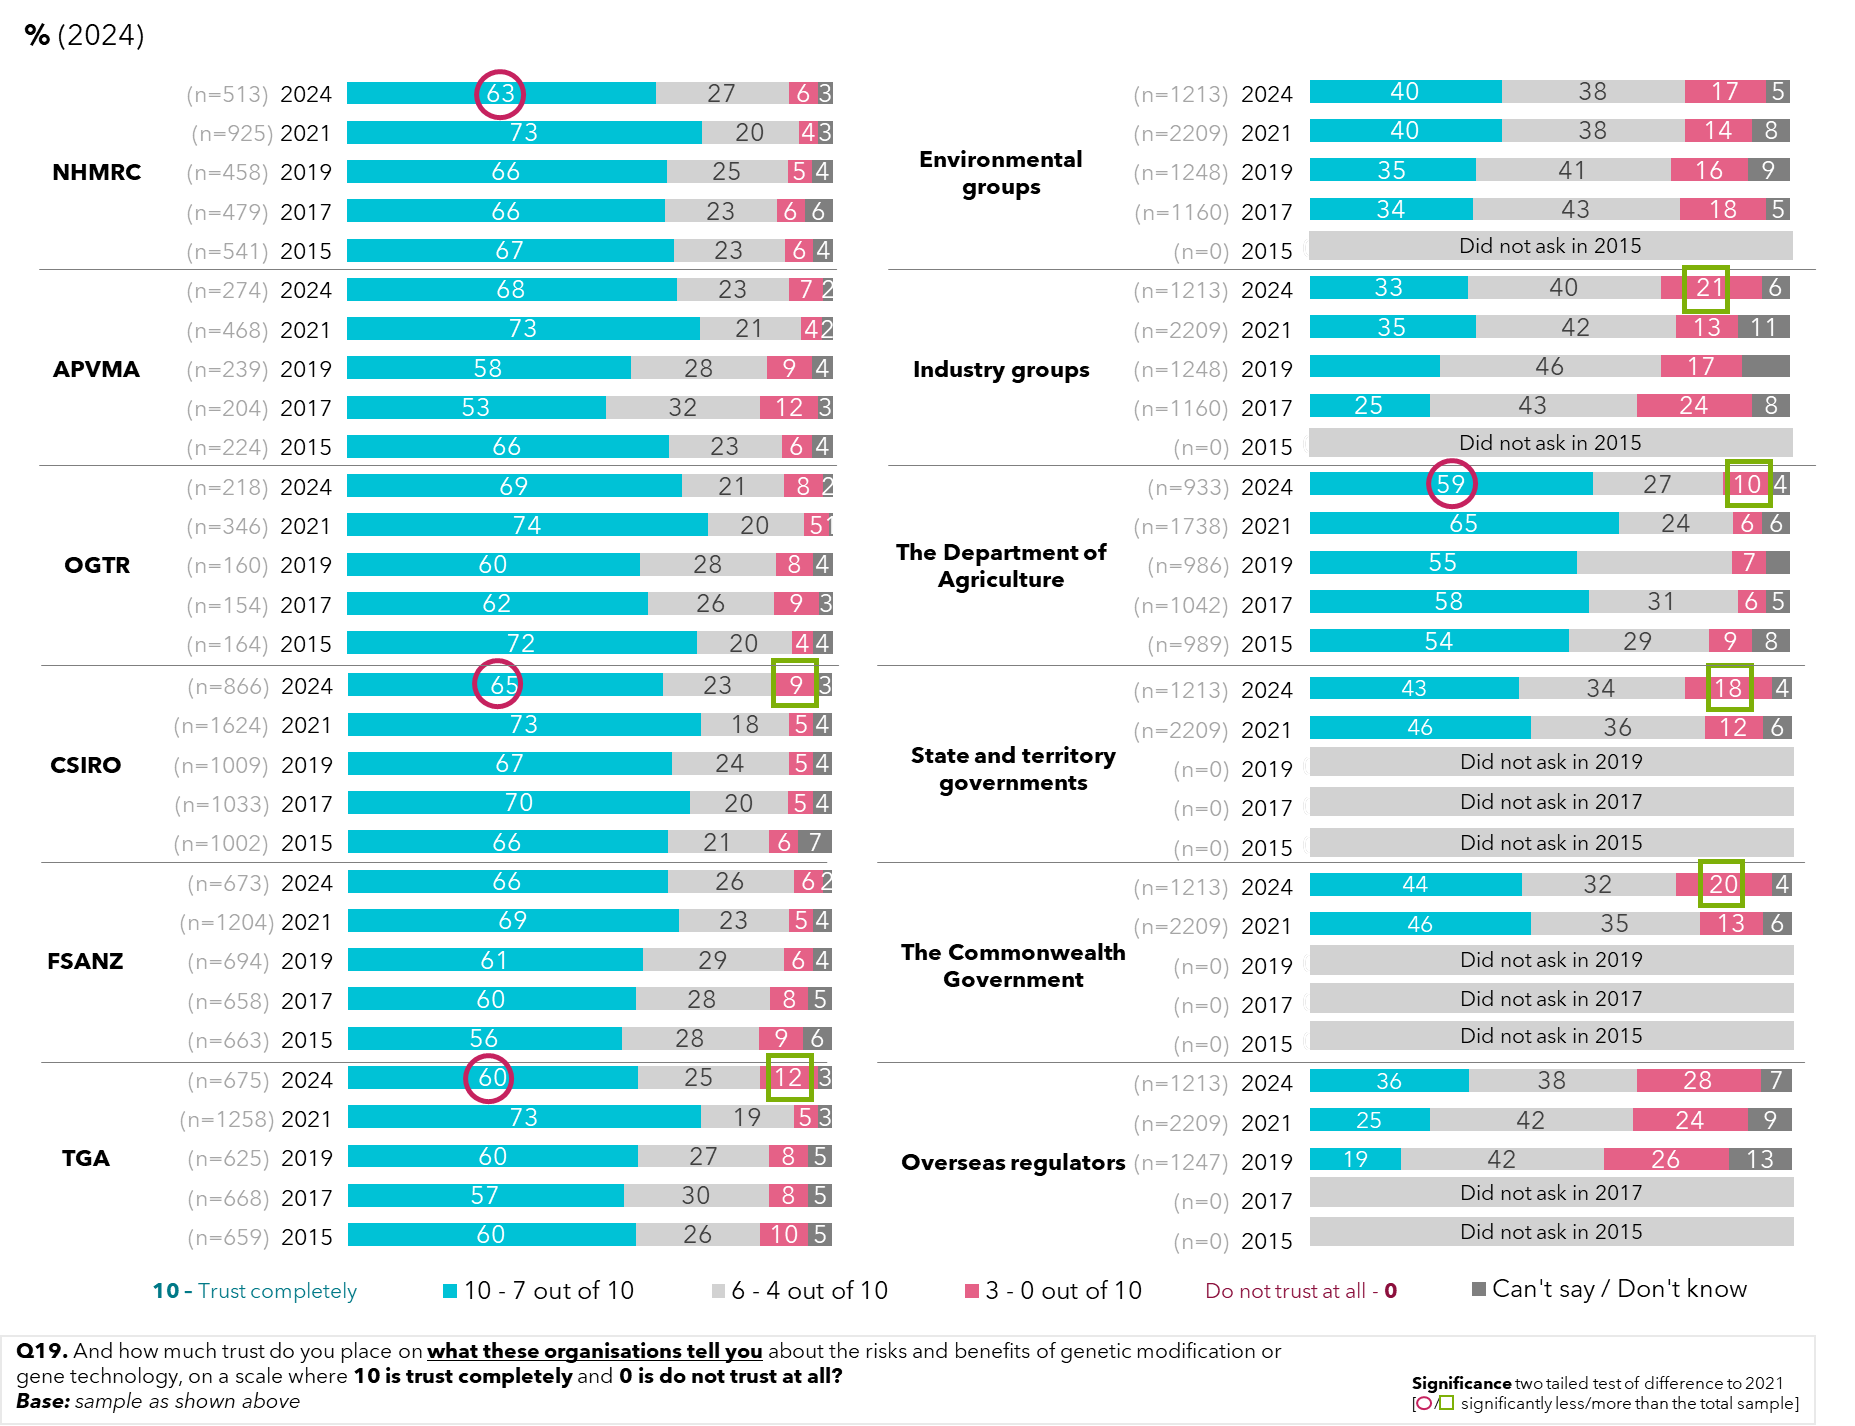 % (2024)
NHMRC
(n=513) 2024 63 27 6 3
(n=925) 2021 73 20 4 3
(n=458) 2019 66 25 5 4
(n=479) 2017 66 23 6 6
(n=541) 2015 67 23 6 4
APVMA
(n=274) 2024 68 23 7 2
(n=468) 2021 73 21 4 2
(n=239) 2019 58 28 9 4
(n=204) 2017 53 32 12 3
(n=224) 2015 66 23 6 4
OGTR
(n=218) 2024 69 21 8 2
(n=346) 2021 74 20 5 1
(n=160) 2019 60 28 8 4
(n=154) 2017 62 26 9 3
(n=164) 2015 72 20 4 4
CSIRO
(n=866) 2024 65 23 9 3
(n=1624) 2021 73 18 5 4
(n=1009) 2019 67 24 5 4
(n=1033) 2017 70 20 5 4
(n=1002) 2015 66 21 6 7
FSANZ
(n=673) 2024 66 26 6 2
(n=1204) 2021 69 23 5 4
(n=694) 2019 61 29 6 4
(n=658) 2017 60 28 8 5
(n=663) 2015 56 28 9 6
TGA
(n=675) 2024 60 25 12 3
(n=1258) 2021 73 19 5 3
(n=625) 2019 60 27 8 5
(n=668) 2017 57 30 8 5
(n=659) 2015 60 26 10 5
Environmental
groups
(n=1213) 2024 40 38 17 5
(n=2209) 2021 40 38 14 8
(n=1248) 2019 35 41 16 9
(n=1160) 2017 34 43 18 5
(n=0) 2015 Did not ask in 2015
Industry groups
(n=1213) 2024 33 40 21 6
(n=2209) 2021 35 42 13 11
(n=1248) 2019 46 17
(n=1160) 2017 25 43 24 8
(n=0) 2015 Did not ask in 2015
The Department of
Agriculture
(n=933) 2024 59 27 10 4
(n=1738) 2021 65 24 6 6
(n=986) 2019 55 7
(n=1042) 2017 58 31 6 5
(n=989) 2015 54 29 9 8
State and territory
governments
(n=1213) 2024 43 34 18 4
(n=2209) 2021 46 36 12 6
(n=0) 2019 Did not ask in 2019
(n=0) 2017 Did not ask in 2017
(n=0) 2015 Did not ask in 2015
The Commonwealth
Government
(n=1213) 2024 44 32 20 4
(n=2209) 2021 46 35 13 6
(n=0) 2019 Did not ask in 2019
(n=0) 2017 Did not ask in 2017
(n=0) 2015 Did not ask in 2015
Overseas regulators
(n=1213) 2024 36 38 28 7
(n=2209) 2021 25 42 24 9
(n=1247) 2019 19 42 26 13
(n=0) 2017 Did not ask in 2017
(n=0) 2015 Did not ask in 2015
10 - Trust completely 10 - 7 out of 10 6 - 4 out of 10 3 - 0 out of 10 Do not trust at all - 0 Can't say / Don't know
Q19. And how much trust do you place on what these organisations tell you about the risks and benefits of genetic modification or
gene technology, on a scale where 10 is trust completely and 0 is do not trust at all?
Base: sample as shown above
Significance two tailed test of difference to 2021
[O/□ significantly less/more than the total sample]